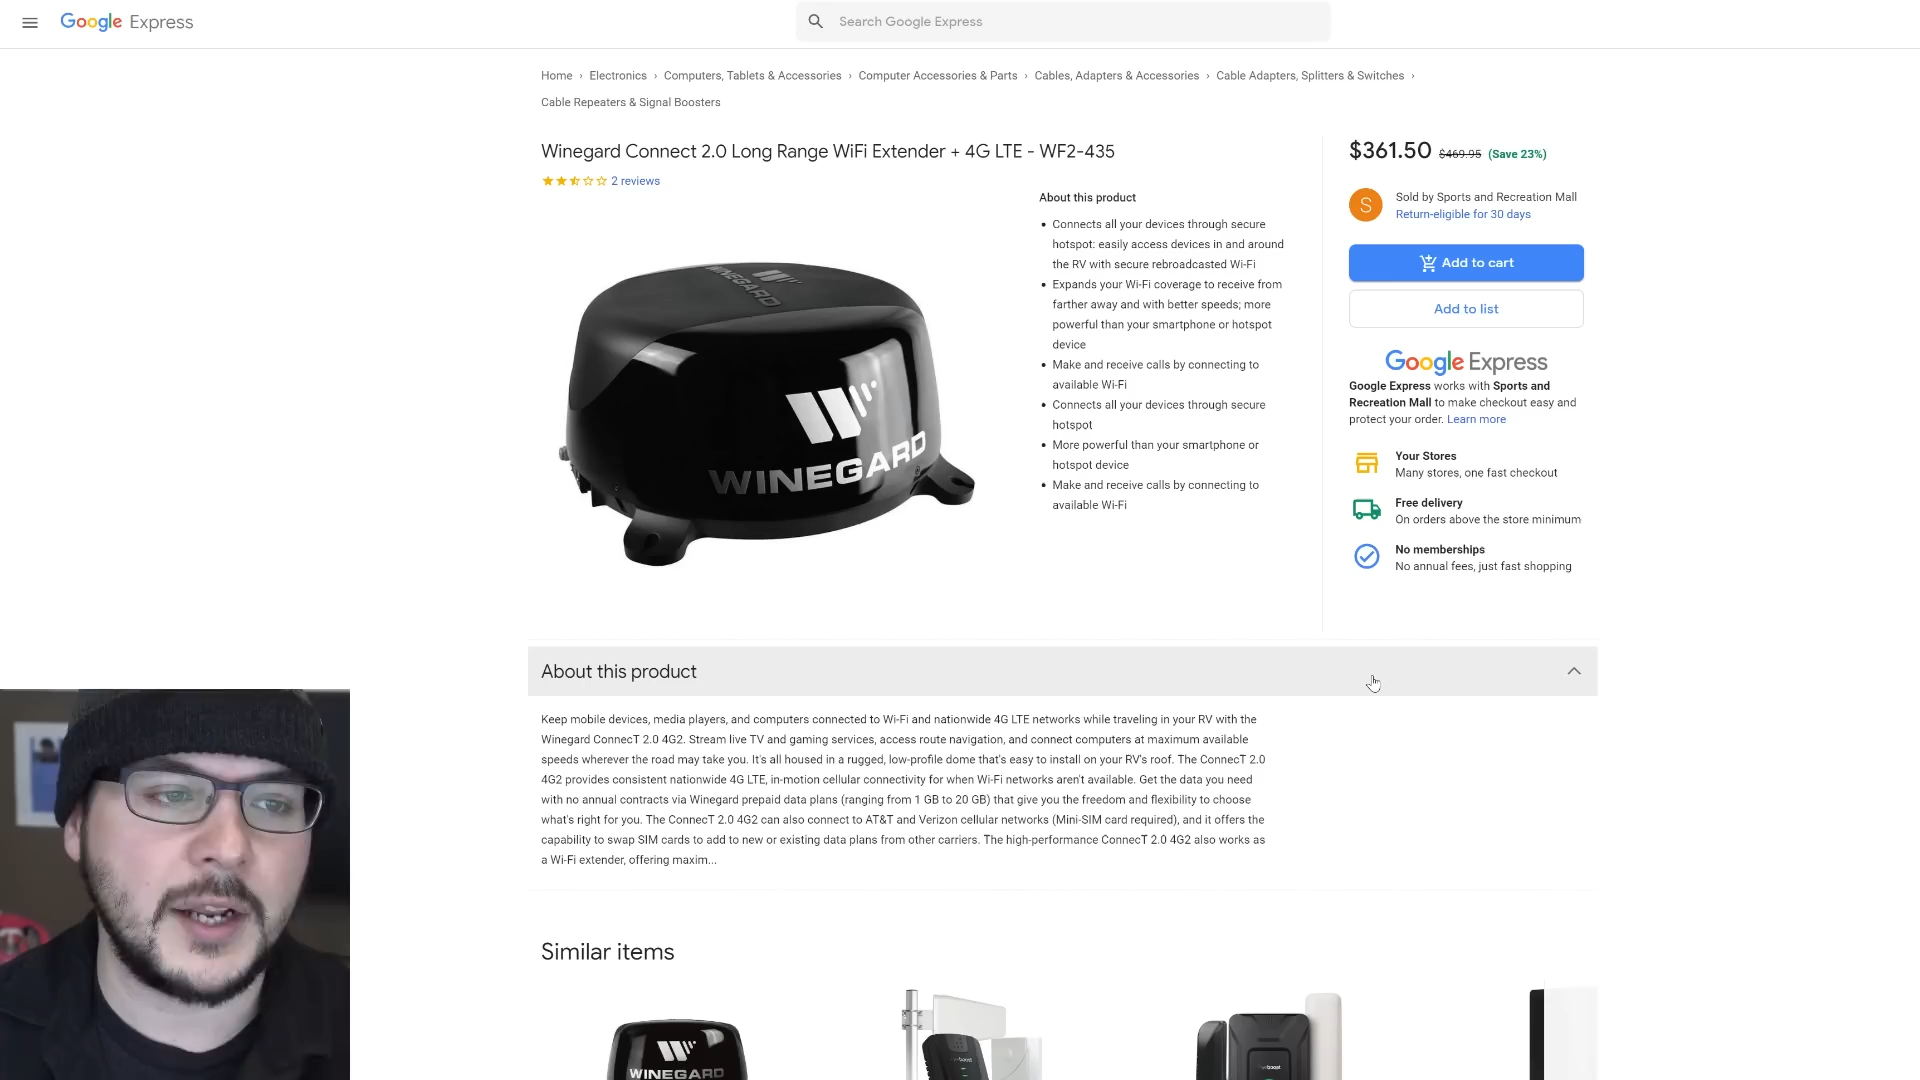 Google Express
Search Google Express
Home › Electronics › Computers, Tablets & Accessories › Computer Accessories & Parts › Cables, Adapters & Accessories › Cable Adapters, Splitters & Switches ›
Cable Repeaters & Signal Boosters
Winegard Connect 2.0 Long Range WiFi Extender + 4G LTE - WF2-435
2 reviews
WINEGARD
WINEGARD
About this product
• Connects all your devices through secure
hotspot: easily access devices in and around
the RV with secure rebroadcasted Wi-Fi
• Expands your Wi-Fi coverage to receive from
farther away and with better speeds; more
powerful than your smartphone or hotspot
device
• Make and receive calls by connecting to
available Wi-Fi
• Connects all your devices through secure
hotspot
• More powerful than your smartphone or
hotspot device
• Make and receive calls by connecting to
available Wi-Fi
$361.50 $469.95 (Save 23%)
S
Sold by Sports and Recreation Mall
Return-eligible for 30 days
Add to cart
Add to list
Google Express
Google Express works with Sports and
Recreation Mall to make checkout easy and
protect your order. Learn more
Your Stores
Many stores, one fast checkout
Free delivery
On orders above the store minimum
No memberships
No annual fees, just fast shopping
About this product
Keep mobile devices, media players, and computers connected to Wi-Fi and nationwide 4G LTE networks while traveling in your RV with the
Winegard ConnecT 2.0 4G2. Stream live TV and gaming services, access route navigation, and connect computers at maximum available
speeds wherever the road may take you. It's all housed in a rugged, low-profile dome that's easy to install on your RV's roof. The ConnecT 2.0
4G2 provides consistent nationwide 4G LTE, in-motion cellular connectivity for when Wi-Fi networks aren't available. Get the data you need
with no annual contracts via Winegard prepaid data plans (ranging from 1 GB to 20 GB) that give you the freedom and flexibility to choose
what's right for you. The ConnecT 2.0 4G2 can also connect to AT&T and Verizon cellular networks (Mini-SIM card required), and it offers the
capability to swap SIM cards to add to new or existing data plans from other carriers. The high-performance ConnecT 2.0 4G2 also works as
a Wi-Fi extender, offering maxim...
Similar items
WINEGARD